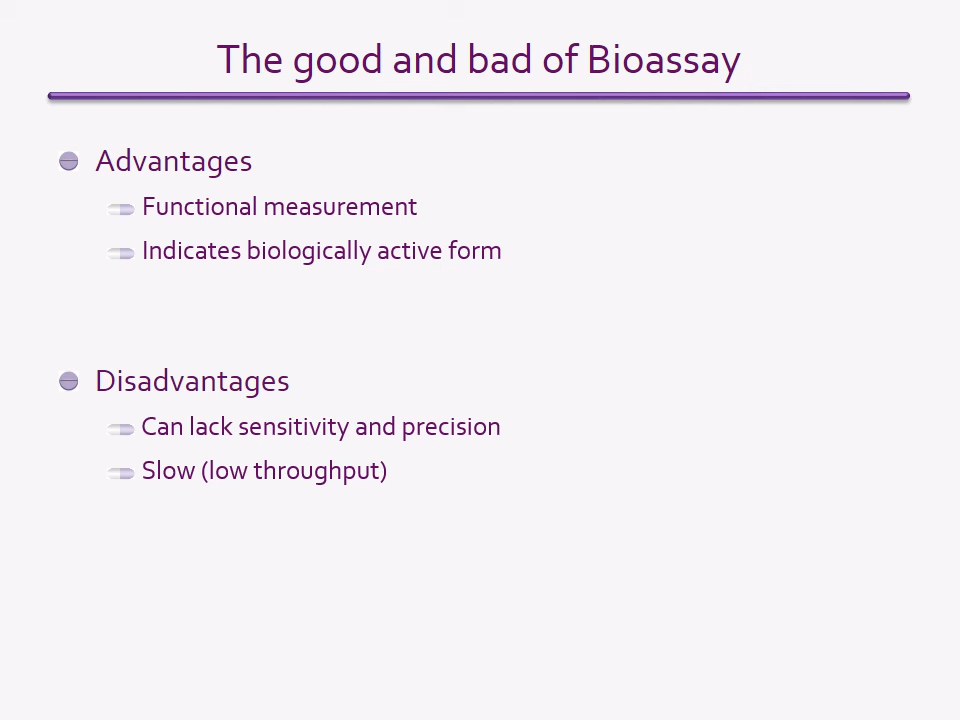 The good and bad of Bioassay
Advantages
Functional measurement
Indicates biologically active form
Disadvantages
Can lack sensitivity and precision
Slow (low throughput)